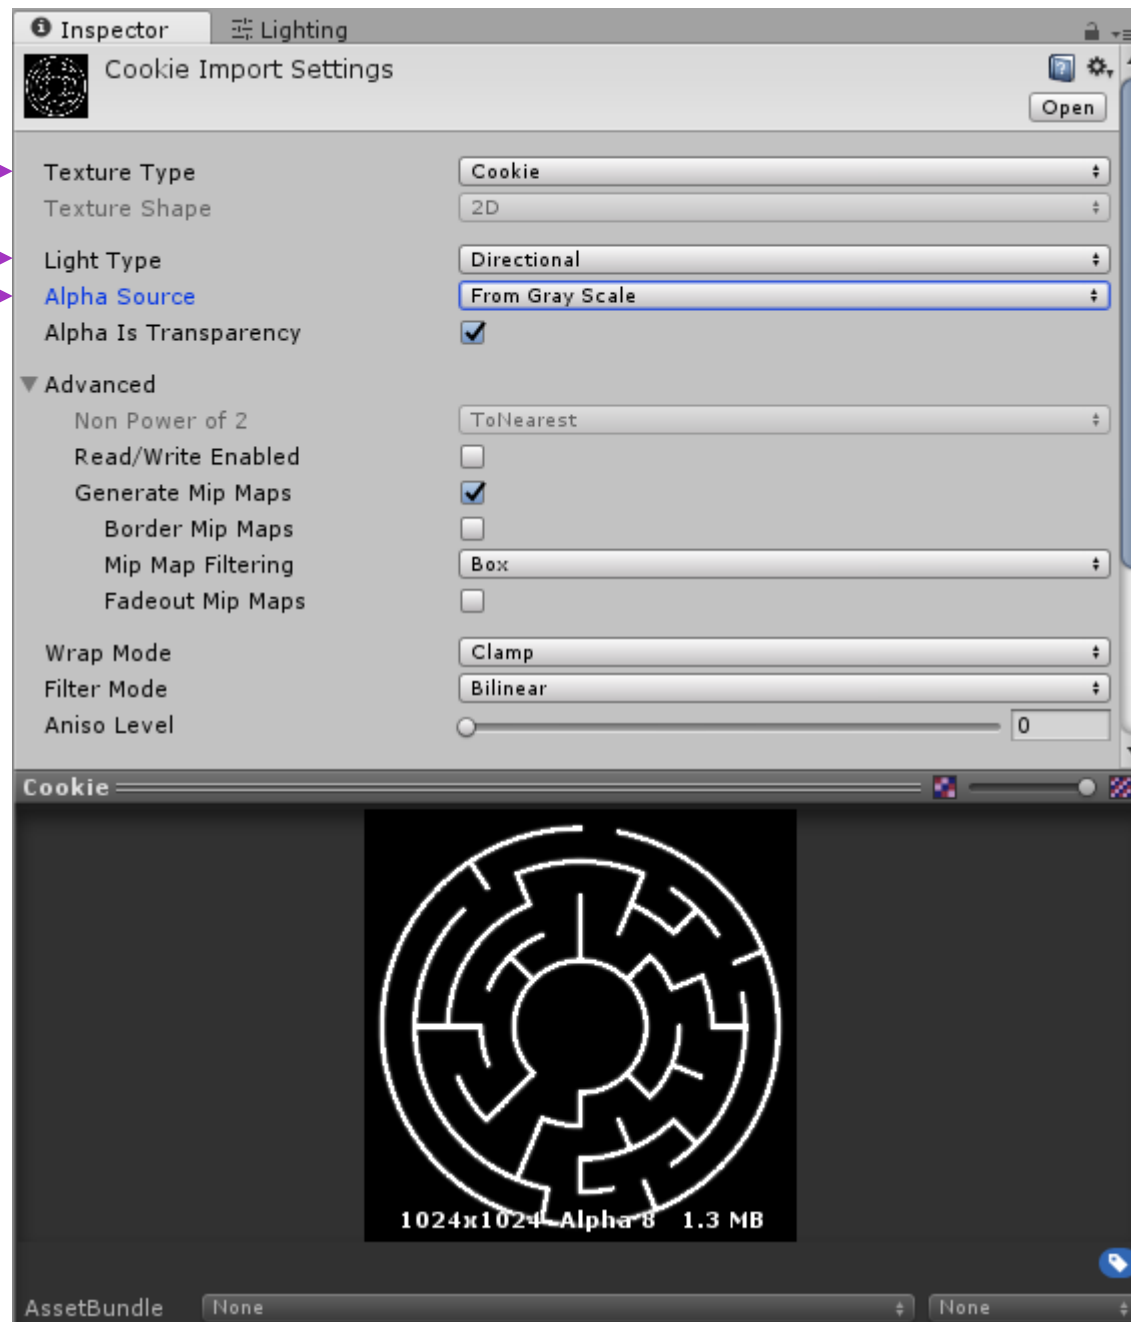 Inspector Lighting
Cookie Import Settings
Open
Texture Type Cookie
Texture Shape 2D
Light Type Directional
Alpha Source From Gray Scale
Alpha Is Transparency
Advanced
Non Power of 2 ToNearest
Read/Write Enabled
Generate Mip Maps
Border Mip Maps
Mip Map Filtering Box
Fadeout Mip Maps
Wrap Mode Clamp
Filter Mode Bilinear
Aniso Level 0
Cookie
1024x1024 Alpha 8 1.3 MB
AssetBundle None None